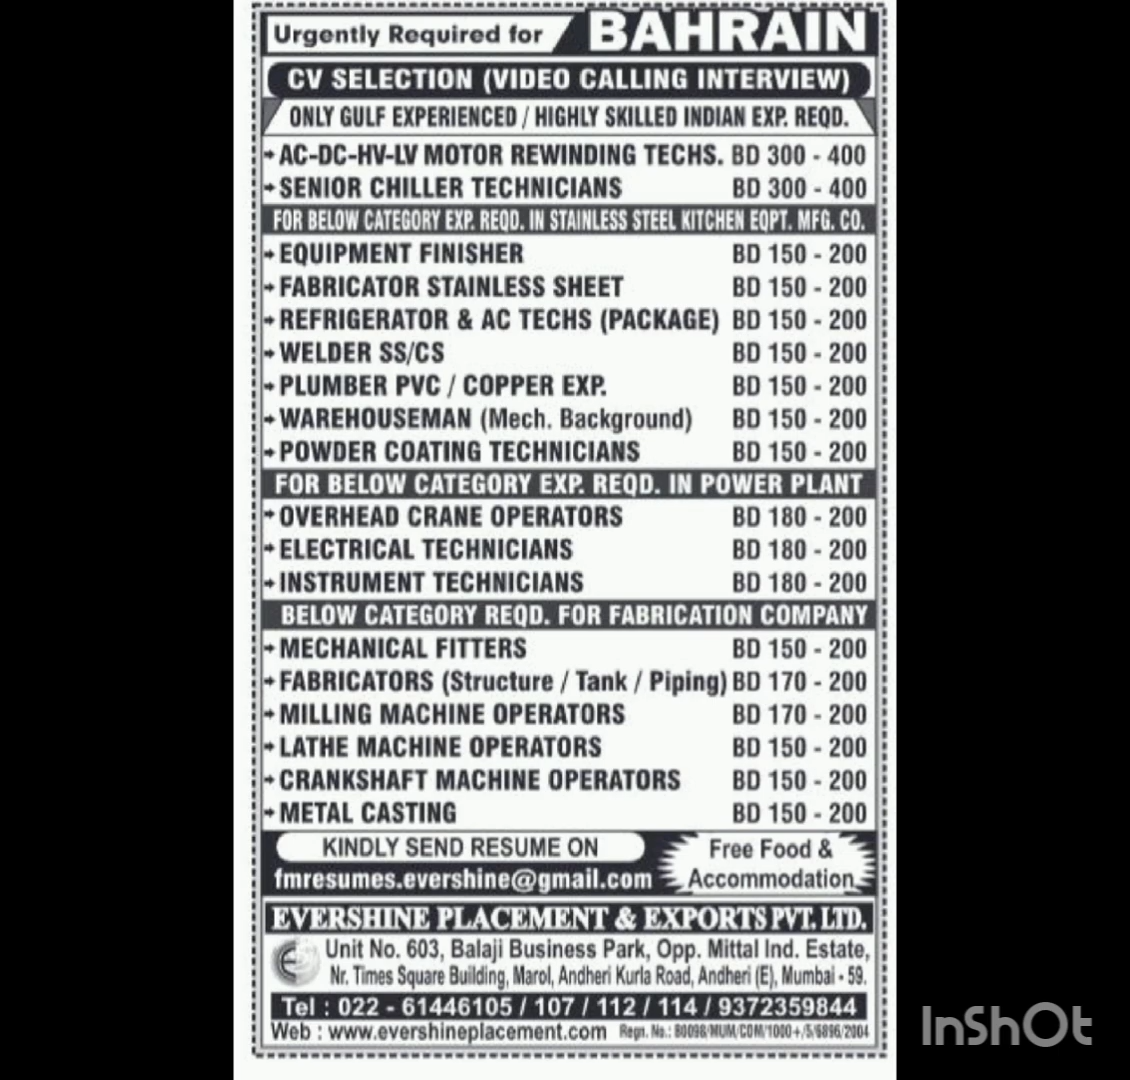 Urgently Required for BAHRAIN
CV SELECTION (VIDEO CALLING INTERVIEW)
ONLY GULF EXPERIENCED / HIGHLY SKILLED INDIAN EXP. REQD.
AC-DC-HV-LV MOTOR REWINDING TECHS. BD 300 - 400
SENIOR CHILLER TECHNICIANS BD 300 - 400
FOR BELOW CATEGORY EXP. REQD. IN STAINLESS STEEL KITCHEN EQPT. MFG. CO.
EQUIPMENT FINISHER BD 150 - 200
FABRICATOR STAINLESS SHEET BD 150 - 200
REFRIGERATOR & AC TECHS (PACKAGE) BD 150 - 200
WELDER SS/CS BD 150 - 200
PLUMBER PVC / COPPER EXP. BD 150 - 200
WAREHOUSEMAN (Mech. Background) BD 150 - 200
POWDER COATING TECHNICIANS BD 150 - 200
FOR BELOW CATEGORY EXP. REQD. IN POWER PLANT
OVERHEAD CRANE OPERATORS BD 180 - 200
ELECTRICAL TECHNICIANS BD 180 - 200
INSTRUMENT TECHNICIANS BD 180 - 200
BELOW CATEGORY REQD. FOR FABRICATION COMPANY
MECHANICAL FITTERS BD 150 - 200
FABRICATORS (Structure / Tank / Piping) BD 170 - 200
MILLING MACHINE OPERATORS BD 170 - 200
LATHE MACHINE OPERATORS BD 150 - 200
CRANKSHAFT MACHINE OPERATORS BD 150 - 200
METAL CASTING BD 150 - 200
KINDLY SEND RESUME ON
fmresumes.evershine@gmail.com
Free Food &
Accommodation
EVERSHINE PLACEMENT & EXPORTS PVT. LTD.
Unit No. 603, Balaji Business Park, Opp. Mittal Ind. Estate,
Nr. Times Square Building, Marol, Andheri Kurla Road, Andheri (E), Mumbai - 59.
Tel : 022 - 61446105 / 107 / 112 / 114 / 9372359844
Web : www.evershineplacement.com Regn. No.: B0098/MUM/COM/1000+/5/6896/2004
InShOt